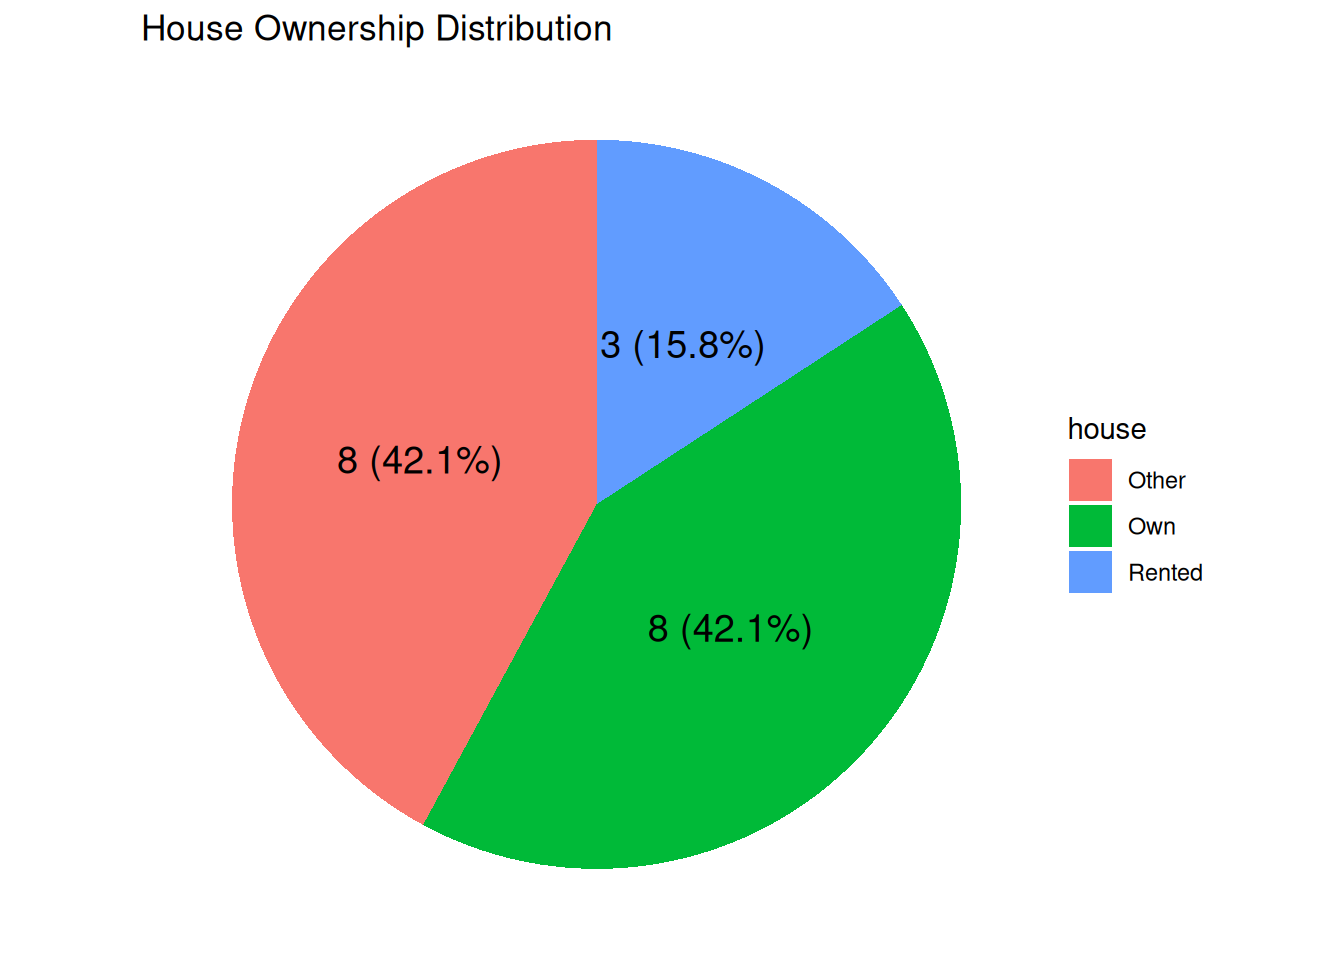 House Ownership Distribution
3 (15.8%)
8 (42.1%)
8 (42.1%)
house
Other
Own
Rented